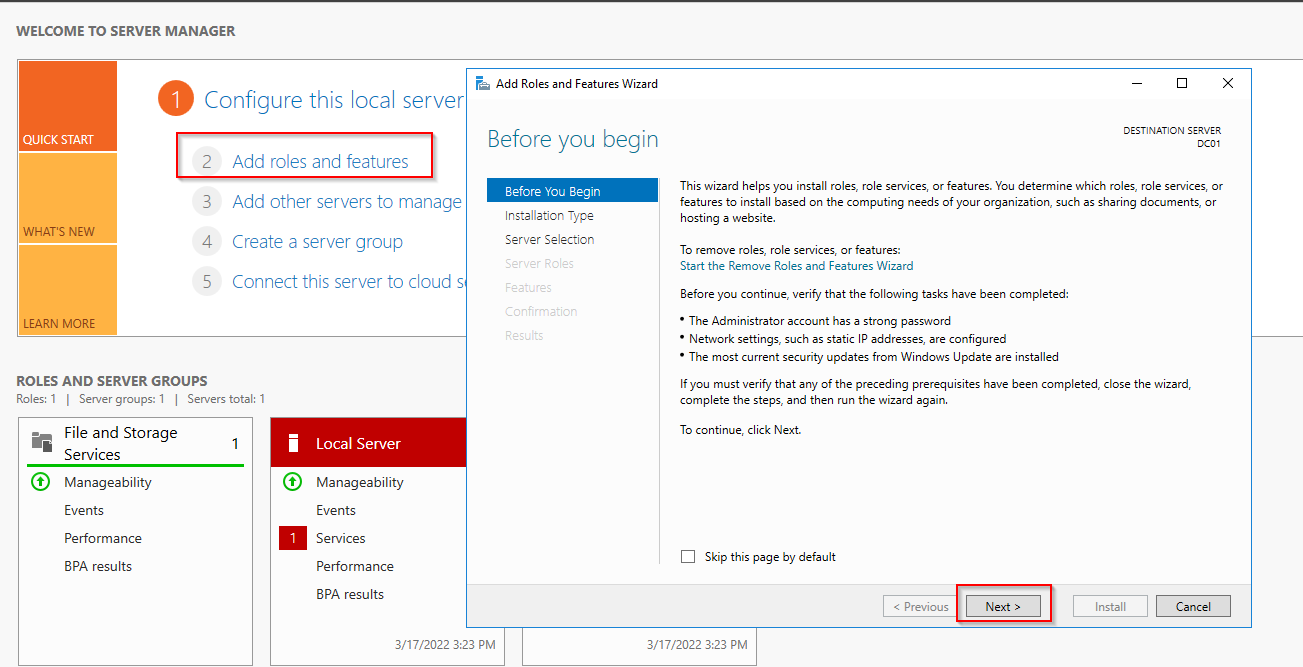 WELCOME TO SERVER MANAGER
QUICK START
WHAT'S NEW
LEARN MORE
1 Configure this local server
2 Add roles and features
3 Add other servers to manage
4 Create a server group
5 Connect this server to cloud se
ROLES AND SERVER GROUPS
Roles: 1 | Server groups: 1 | Servers total: 1
File and Storage
Services
1
Manageability
Events
Performance
BPA results
Local Server
Manageability
Events
1 Services
Performance
BPA results
3/17/2022 3:23 PM
3/17/2022 3:23 PM
Add Roles and Features Wizard
Before you begin
DESTINATION SERVER
DC01
Before You Begin
Installation Type
Server Selection
Server Roles
Features
Confirmation
Results
This wizard helps you install roles, role services, or features. You determine which roles, role services, or
features to install based on the computing needs of your organization, such as sharing documents, or
hosting a website.
To remove roles, role services, or features:
Start the Remove Roles and Features Wizard
Before you continue, verify that the following tasks have been completed:
• The Administrator account has a strong password
• Network settings, such as static IP addresses, are configured
• The most current security updates from Windows Update are installed
If you must verify that any of the preceding prerequisites have been completed, close the wizard,
complete the steps, and then run the wizard again.
To continue, click Next.
Skip this page by default
< Previous
Next >
Install
Cancel